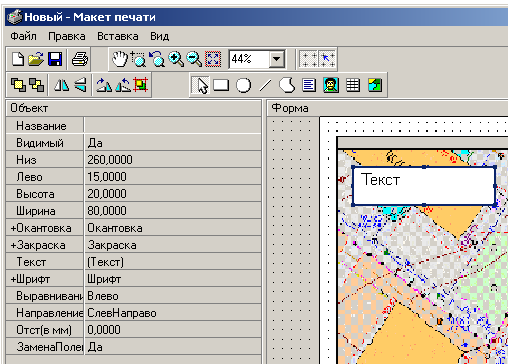 Новый - Макет печати
Файл Правка Вставка Вид
44%
Объект
Форма
Название
Видимый Да
Низ 260,0000
Лево 15,0000
Высота 20,0000
Ширина 80,0000
+Окантовка Окантовка
+Закраска Закраска
Текст (Текст)
+Шрифт Шрифт
Выравнивани Влево
Направление СлевНаправо
Отст(в мм) 0,0000
ЗаменаПолеі Да
Текст